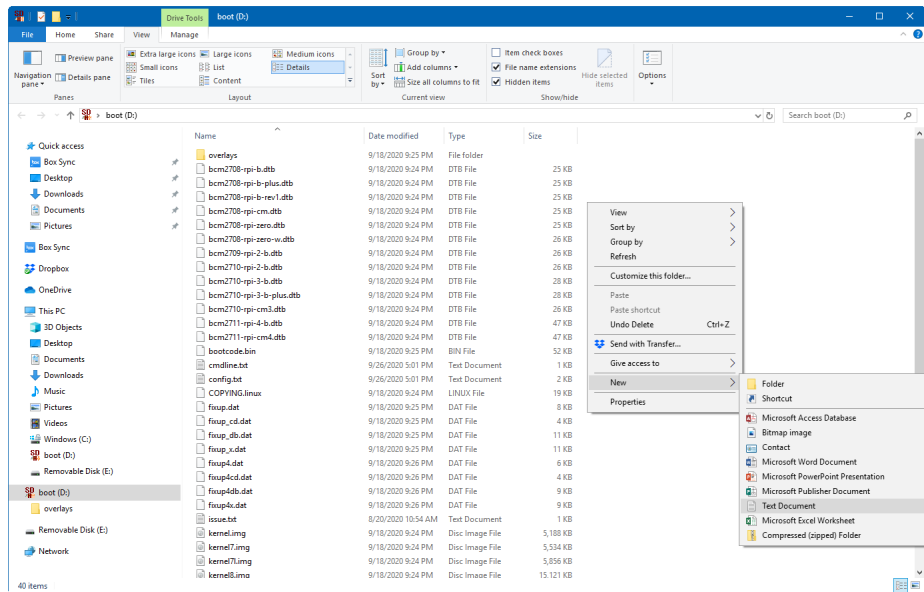 Drive Tools boot (D:)
File Home Share View Manage
Navigation pane Preview pane Details pane
Extra large icons Large icons Medium icons
Small icons List Details
Tiles Content
Sort by Group by Add columns Size all columns to fit
Item check boxes
File name extensions
Hidden items
Hide selected items Options
Panes Layout Current view Show/hide
SD boot (D:) Search boot (D:)
Name Date modified Type Size
Quick access
Box Sync
Desktop
Downloads
Documents
Pictures
Box Sync
Dropbox
OneDrive
This PC
3D Objects
Desktop
Documents
Downloads
Music
Pictures
Videos
Windows (C:)
boot (D:)
Removable Disk (E:)
boot (D:)
overlays
Removable Disk (E:)
Network
overlays 9/18/2020 9:25 PM File folder
bcm2708-rpi-b.dtb 9/18/2020 9:24 PM DTB File 25 KB
bcm2708-rpi-b-plus.dtb 9/18/2020 9:24 PM DTB File 25 KB
bcm2708-rpi-b-rev1.dtb 9/18/2020 9:24 PM DTB File 25 KB
bcm2708-rpi-cm.dtb 9/18/2020 9:24 PM DTB File 25 KB
bcm2708-rpi-zero.dtb 9/18/2020 9:24 PM DTB File 25 KB
bcm2708-rpi-zero-w.dtb 9/18/2020 9:24 PM DTB File 26 KB
bcm2709-rpi-2-b.dtb 9/18/2020 9:24 PM DTB File 26 KB
bcm2710-rpi-2-b.dtb 9/18/2020 9:24 PM DTB File 26 KB
bcm2710-rpi-3-b.dtb 9/18/2020 9:24 PM DTB File 28 KB
bcm2710-rpi-3-b-plus.dtb 9/18/2020 9:24 PM DTB File 28 KB
bcm2710-rpi-cm3.dtb 9/18/2020 9:24 PM DTB File 26 KB
bcm2711-rpi-4-b.dtb 9/18/2020 9:24 PM DTB File 47 KB
bcm2711-rpi-cm4.dtb 9/18/2020 9:24 PM DTB File 47 KB
bootcode.bin 9/18/2020 9:25 PM BIN File 52 KB
cmdline.txt 9/26/2020 5:01 PM Text Document 1 KB
config.txt 9/26/2020 5:01 PM Text Document 2 KB
COPYING.linux 9/18/2020 9:24 PM LINUX File 19 KB
fixup.dat 9/18/2020 9:25 PM DAT File 8 KB
fixup_cd.dat 9/18/2020 9:25 PM DAT File 4 KB
fixup_db.dat 9/18/2020 9:25 PM DAT File 11 KB
fixup_x.dat 9/18/2020 9:25 PM DAT File 11 KB
fixup4.dat 9/18/2020 9:26 PM DAT File 6 KB
fixup4cd.dat 9/18/2020 9:26 PM DAT File 4 KB
fixup4db.dat 9/18/2020 9:26 PM DAT File 9 KB
fixup4x.dat 9/18/2020 9:26 PM DAT File 9 KB
issue.txt 8/20/2020 10:54 AM Text Document 1 KB
kernel.img 9/18/2020 9:24 PM Disc Image File 5,188 KB
kernel7.img 9/18/2020 9:24 PM Disc Image File 5,534 KB
kernel7l.img 9/18/2020 9:24 PM Disc Image File 5,856 KB
kernel8.img 9/18/2020 9:24 PM Disc Image File 15,121 KB
View
Sort by
Group by
Refresh
Customize this folder...
Paste
Paste shortcut
Undo Delete Ctrl+Z
Send with Transfer...
Give access to
New
Properties
Folder
Shortcut
Microsoft Access Database
Bitmap image
Contact
Microsoft Word Document
Microsoft PowerPoint Presentation
Microsoft Publisher Document
Text Document
Microsoft Excel Worksheet
Compressed (zipped) Folder
40 items